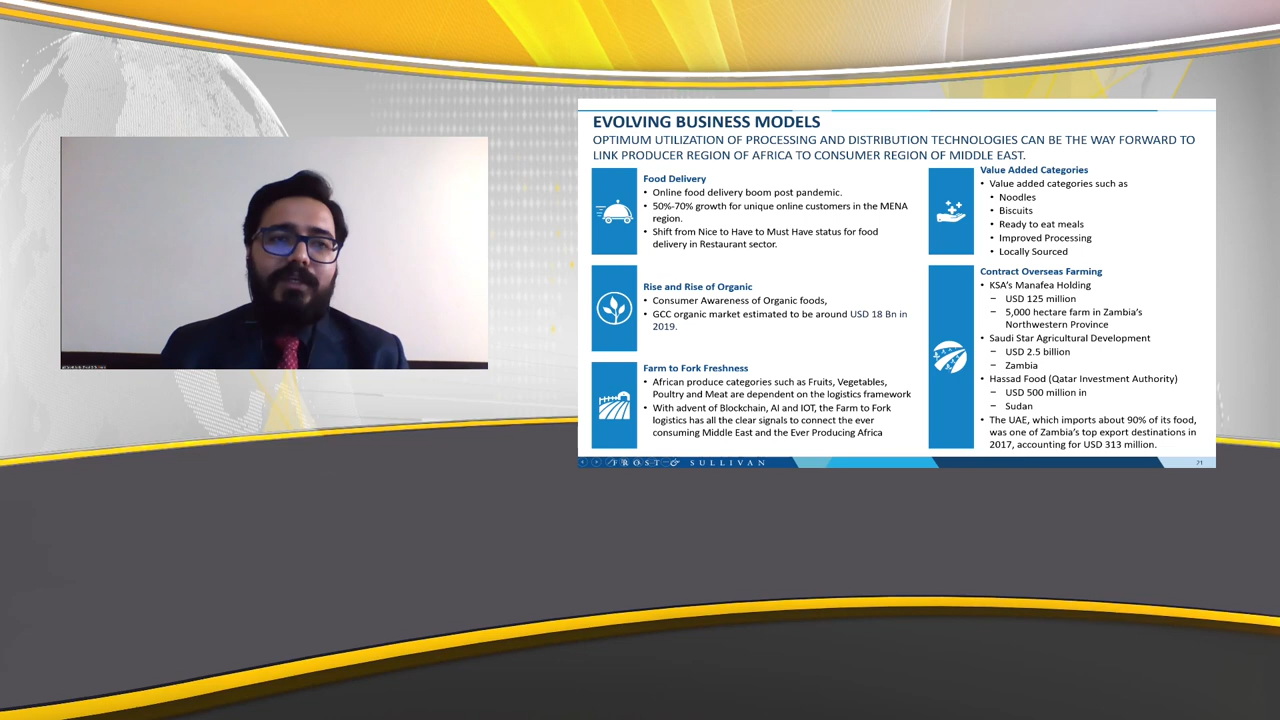 EVOLVING BUSINESS MODELS
OPTIMUM UTILIZATION OF PROCESSING AND DISTRIBUTION TECHNOLOGIES CAN BE THE WAY FORWARD TO
LINK PRODUCER REGION OF AFRICA TO CONSUMER REGION OF MIDDLE EAST.
Food Delivery
• Online food delivery boom post pandemic.
• 50%-70% growth for unique online customers in the MENA
region.
• Shift from Nice to Have to Must Have status for food
delivery in Restaurant sector.
Rise and Rise of Organic
• Consumer Awareness of Organic foods,
• GCC organic market estimated to be around USD 18 Bn in
2019.
Farm to Fork Freshness
• African produce categories such as Fruits, Vegetables,
Poultry and Meat are dependent on the logistics framework
• With advent of Blockchain, AI and IOT, the Farm to Fork
logistics has all the clear signals to connect the ever
consuming Middle East and the Ever Producing Africa
Value Added Categories
• Value added categories such as
• Noodles
• Biscuits
• Ready to eat meals
• Improved Processing
• Locally Sourced
Contract Overseas Farming
• KSA's Manafea Holding
– USD 125 million
– 5,000 hectare farm in Zambia's
Northwestern Province
• Saudi Star Agricultural Development
– USD 2.5 billion
– Zambia
• Hassad Food (Qatar Investment Authority)
– USD 500 million in
– Sudan
• The UAE, which imports about 90% of its food,
was one of Zambia's top export destinations in
2017, accounting for USD 313 million.
FROST & SULLIVAN
21